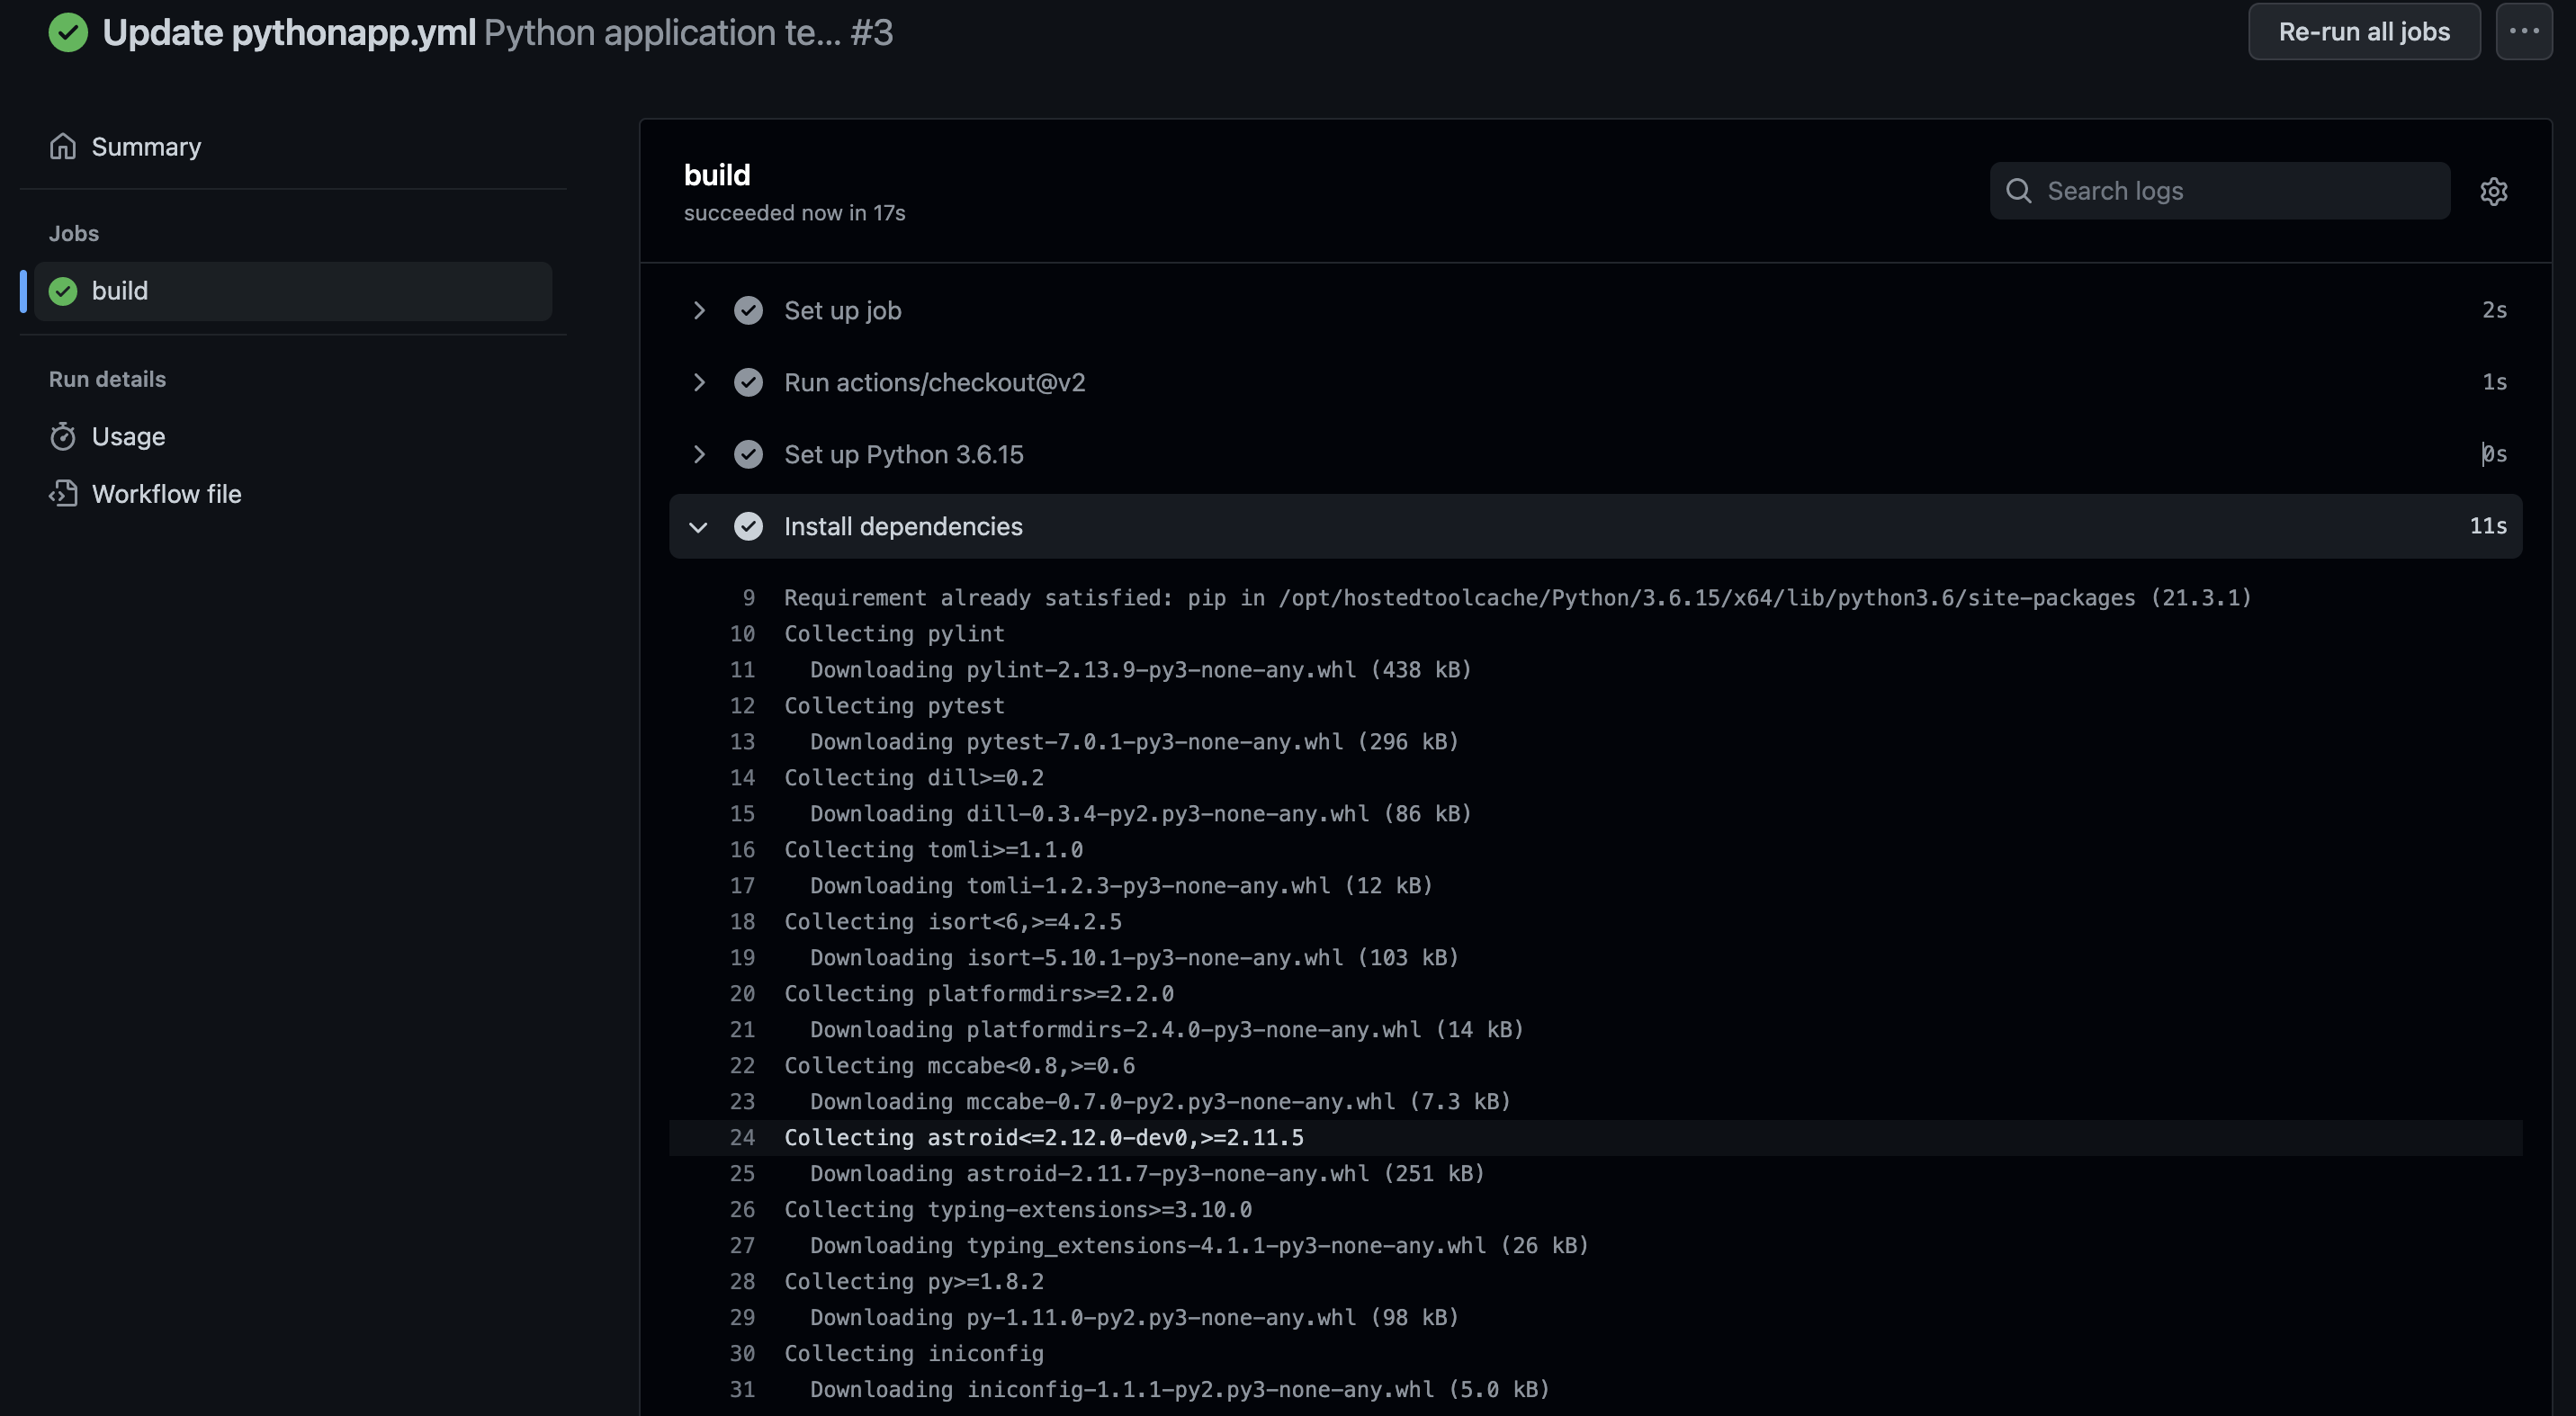 Update pythonapp.yml Python application te... #3
Re-run all jobs
Summary
Jobs
build
Run details
Usage
Workflow file
build
succeeded now in 17s
Search logs
Set up job 2s
Run actions/checkout@v2 1s
Set up Python 3.6.15 0s
Install dependencies 11s
9 Requirement already satisfied: pip in /opt/hostedtoolcache/Python/3.6.15/x64/lib/python3.6/site-packages (21.3.1)
10 Collecting pylint
11 Downloading pylint-2.13.9-py3-none-any.whl (438 kB)
12 Collecting pytest
13 Downloading pytest-7.0.1-py3-none-any.whl (296 kB)
14 Collecting dill>=0.2
15 Downloading dill-0.3.4-py2.py3-none-any.whl (86 kB)
16 Collecting tomli>=1.1.0
17 Downloading tomli-1.2.3-py3-none-any.whl (12 kB)
18 Collecting isort<6,>=4.2.5
19 Downloading isort-5.10.1-py3-none-any.whl (103 kB)
20 Collecting platformdirs>=2.2.0
21 Downloading platformdirs-2.4.0-py3-none-any.whl (14 kB)
22 Collecting mccabe<0.8,>=0.6
23 Downloading mccabe-0.7.0-py2.py3-none-any.whl (7.3 kB)
24 Collecting astroid<=2.12.0-dev0,>=2.11.5
25 Downloading astroid-2.11.7-py3-none-any.whl (251 kB)
26 Collecting typing-extensions>=3.10.0
27 Downloading typing_extensions-4.1.1-py3-none-any.whl (26 kB)
28 Collecting py>=1.8.2
29 Downloading py-1.11.0-py2.py3-none-any.whl (98 kB)
30 Collecting iniconfig
31 Downloading iniconfig-1.1.1-py2.py3-none-any.whl (5.0 kB)